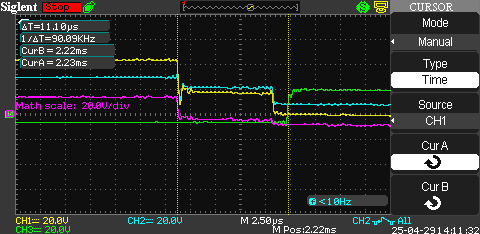 Siglent Stop CURSOR
ΔT=11.10µs
1/ΔT=90.09KHz
CurB = 2.22ms
CurA = 2.23ms
Mode
Manual
Type
Time
Source
CH1
Cur A
Cur B
Math scale: 20.0V/div
M
f <10Hz
CH1= 20.0V CH2= 20.0V M 2.50µs CH2 All
CH3= 20.0V M Pos:2.22ms 25-04-29 14:11:32